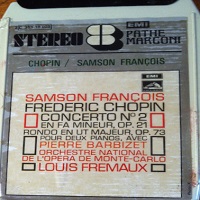 STEREO 8 EMI
PATHE
MARCONI
CHOPIN / SAMSON FRANÇOIS
SAMSON FRANÇOIS
FREDERIC CHOPIN
CONCERTO Nº 2
EN FA MINEUR, OP. 21
RONDO EN UT MAJEUR, OP. 73
POUR DEUX PIANOS, AVEC
PIERRE BARBIZET
ORCHESTRE NATIONAL
DE L'OPERA DE MONTE-CARLO
LOUIS FREMAUX